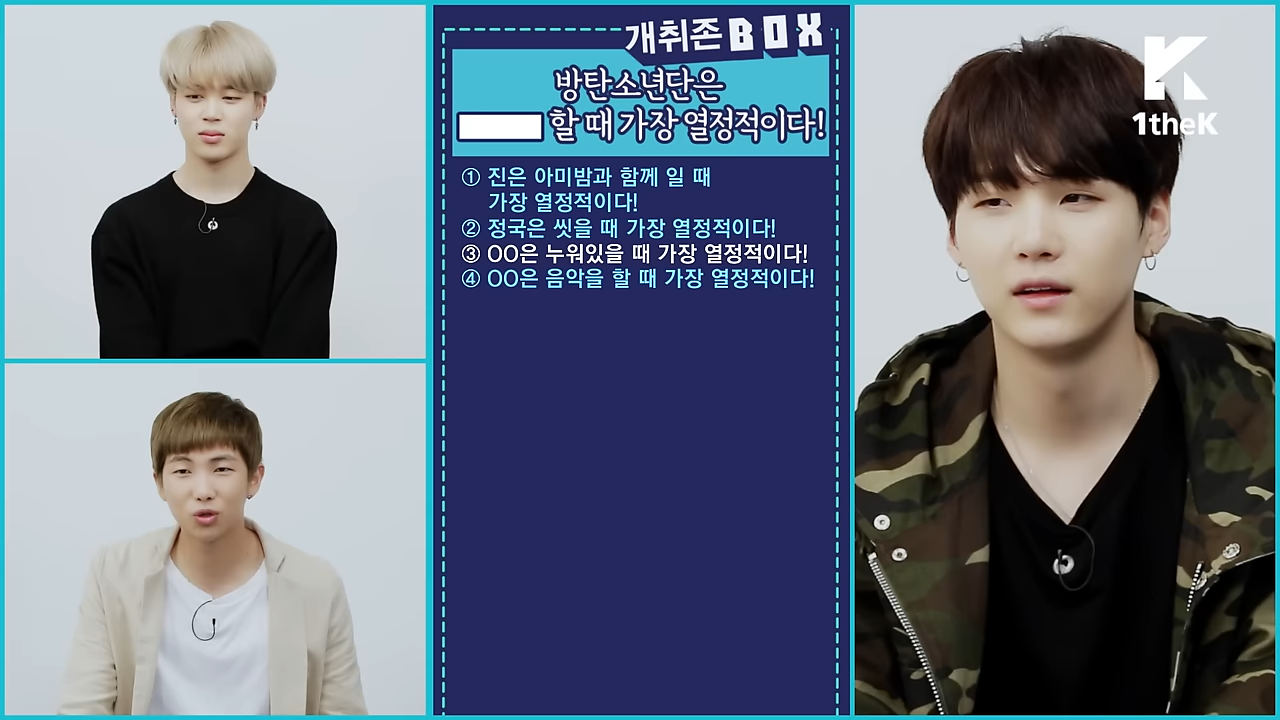 개취존 BOX
방탄소년단은
할 때 가장 열정적이다!
① 진은 아미밤과 함께 일 때
가장 열정적이다!
② 정국은 씻을 때 가장 열정적이다!
③ OO은 누워있을 때 가장 열정적이다!
④ OO은 음악을 할 때 가장 열정적이다!
1theK